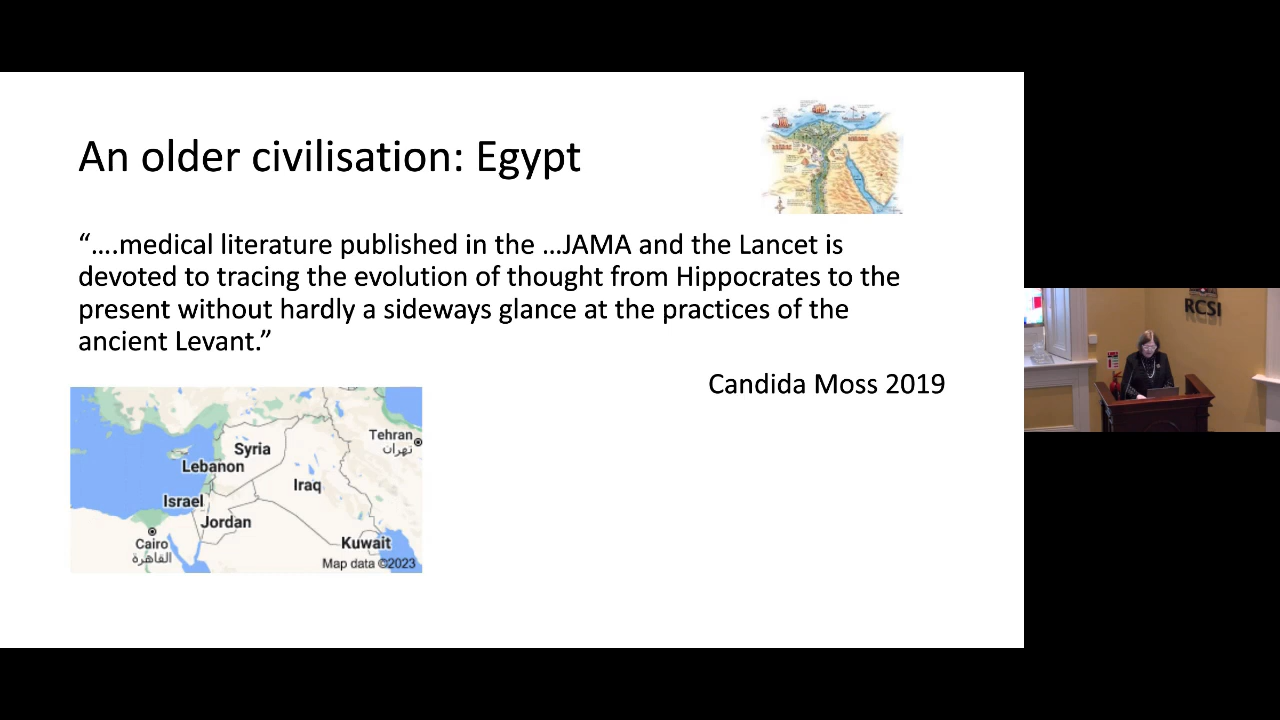 An older civilisation: Egypt
“….medical literature published in the …JAMA and the Lancet is
devoted to tracing the evolution of thought from Hippocrates to the
present without hardly a sideways glance at the practices of the
ancient Levant.”
Candida Moss 2019
Tehran
تهران
Syria
Lebanon
Iraq
Israel
Jordan
Cairo
القاهرة
Kuwait
Map data ©2023
RCSI